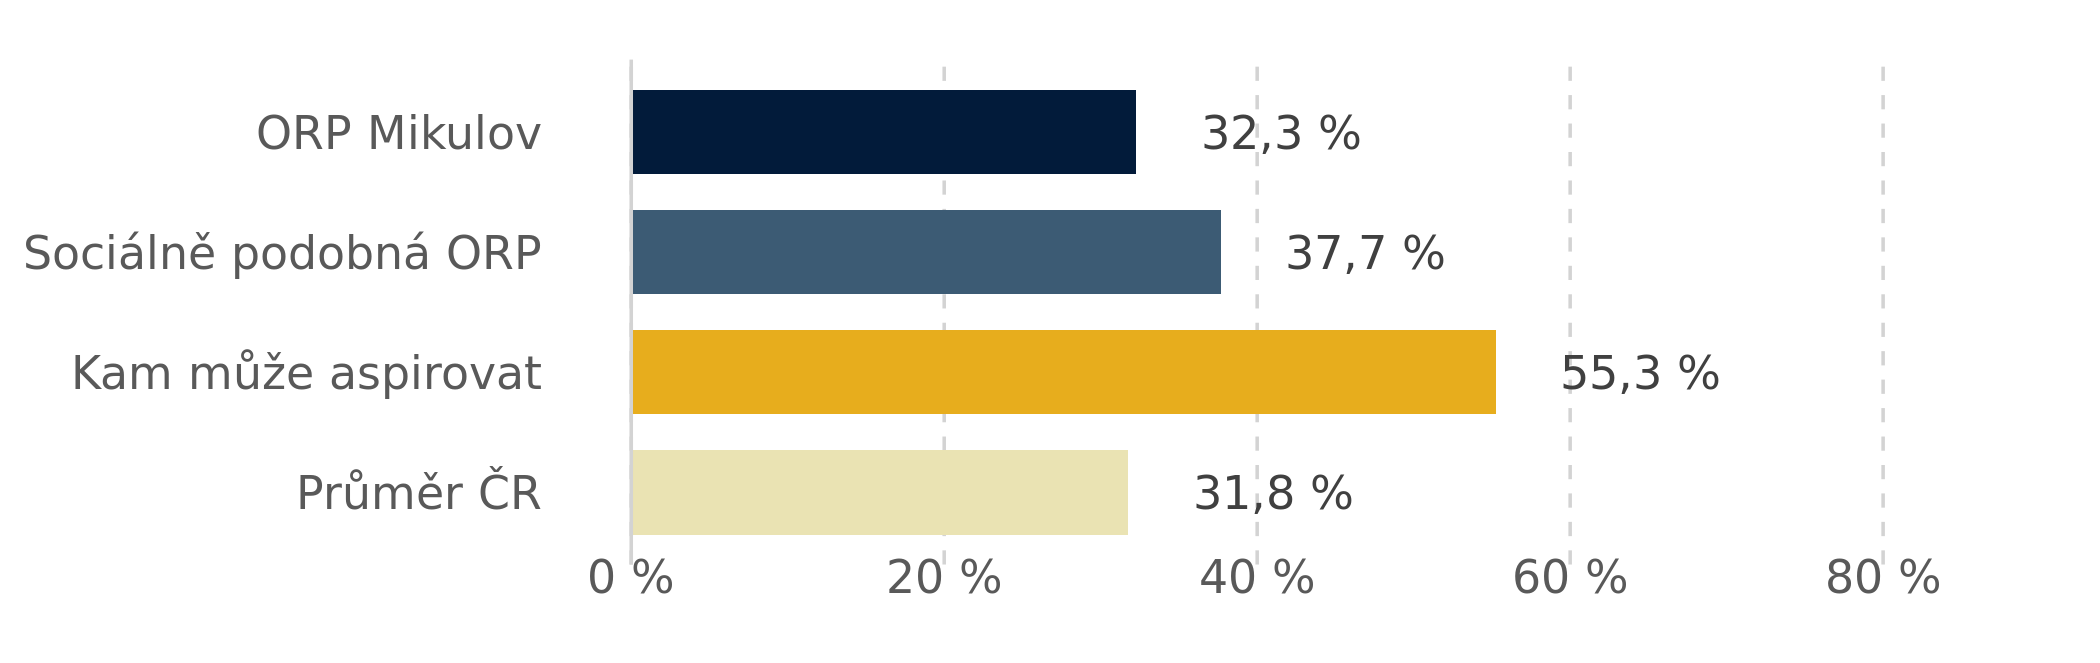 ORP Mikulov 32,3 %
Sociálně podobná ORP 37,7 %
Kam může aspirovat 55,3 %
Průměr ČR 31,8 %
0 % 20 % 40 % 60 % 80 %